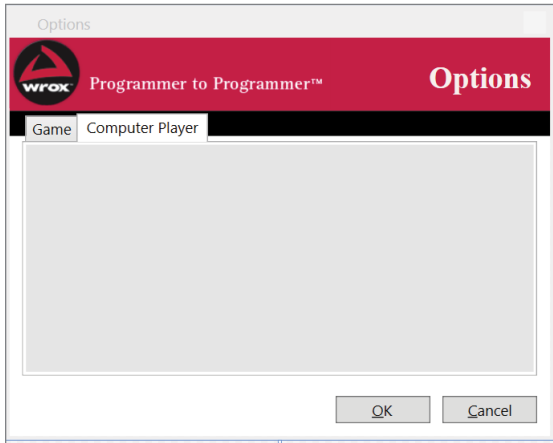 Options
wrox
Programmer to Programmer™
Options
Game
Computer Player
OK
Cancel